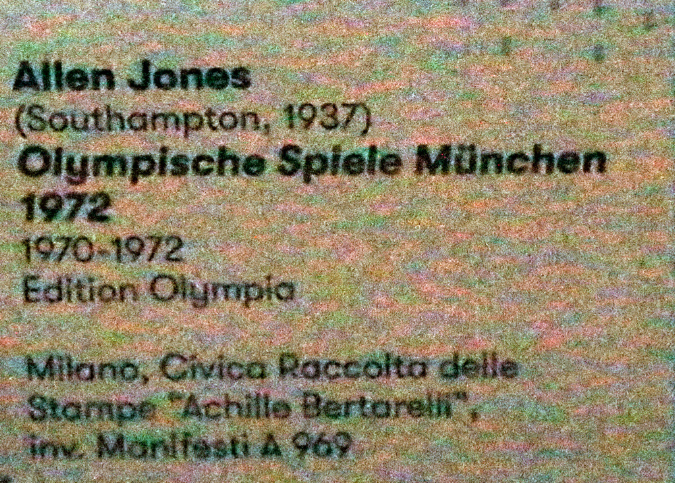 Allen Jones
(Southampton, 1937)
Olympische Spiele München
1972
1970-1972
Edition Olympia
Milano, Civica Raccolta delle
Stampe "Achille Bertarelli",
inv. Manifesti A 969